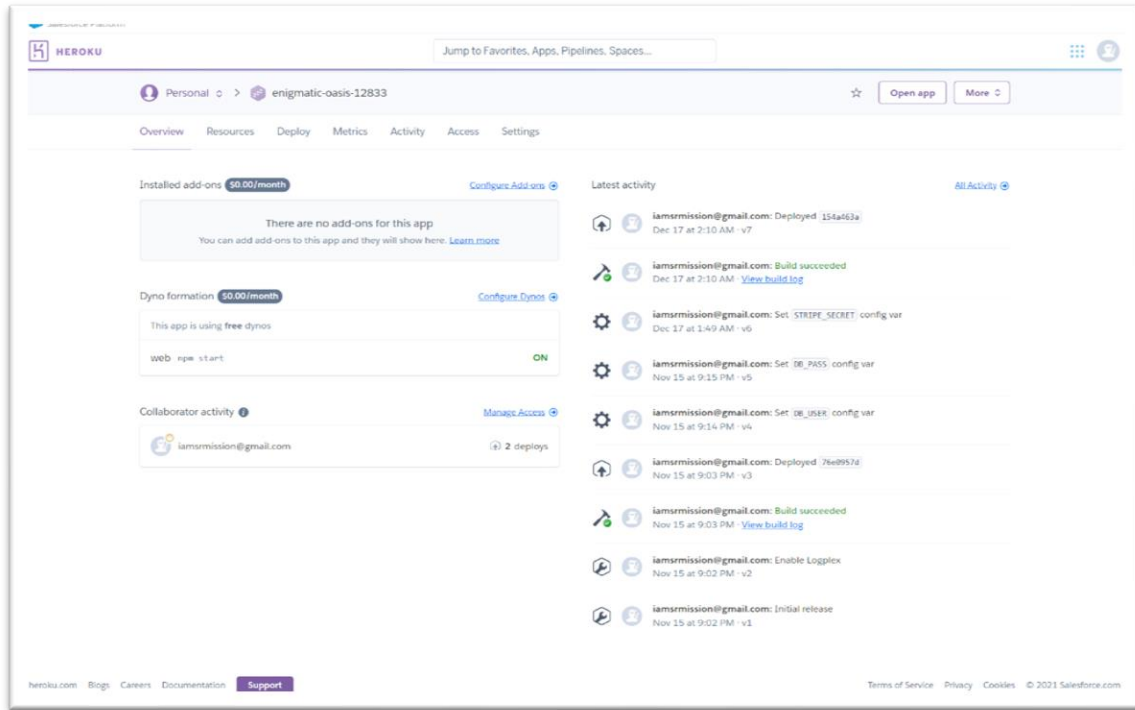 Salesforce Platform
HEROKU
Jump to Favorites, Apps, Pipelines, Spaces...
Personal > enigmatic-oasis-12833
Open app More
Overview Resources Deploy Metrics Activity Access Settings
Installed add-ons $0.00/month Configure Add-ons
There are no add-ons for this app
You can add add-ons to this app and they will show here. Learn more
Dyno formation $0.00/month Configure Dynos
This app is using free dynos
web npm start ON
Collaborator activity Manage Access
iamsrmission@gmail.com 2 deploys
Latest activity All Activity
iamsrmission@gmail.com: Deployed 154a463a
Dec 17 at 2:10 AM · v7
iamsrmission@gmail.com: Build succeeded
Dec 17 at 2:10 AM · View build log
iamsrmission@gmail.com: Set STRIPE_SECRET config var
Dec 17 at 1:49 AM · v6
iamsrmission@gmail.com: Set DB_PASS config var
Nov 15 at 9:15 PM · v5
iamsrmission@gmail.com: Set DB_USER config var
Nov 15 at 9:14 PM · v4
iamsrmission@gmail.com: Deployed 76e0957d
Nov 15 at 9:03 PM · v3
iamsrmission@gmail.com: Build succeeded
Nov 15 at 9:03 PM · View build log
iamsrmission@gmail.com: Enable Logplex
Nov 15 at 9:02 PM · v2
iamsrmission@gmail.com: Initial release
Nov 15 at 9:02 PM · v1
heroku.com Blogs Careers Documentation Support
Terms of Service Privacy Cookies © 2021 Salesforce.com